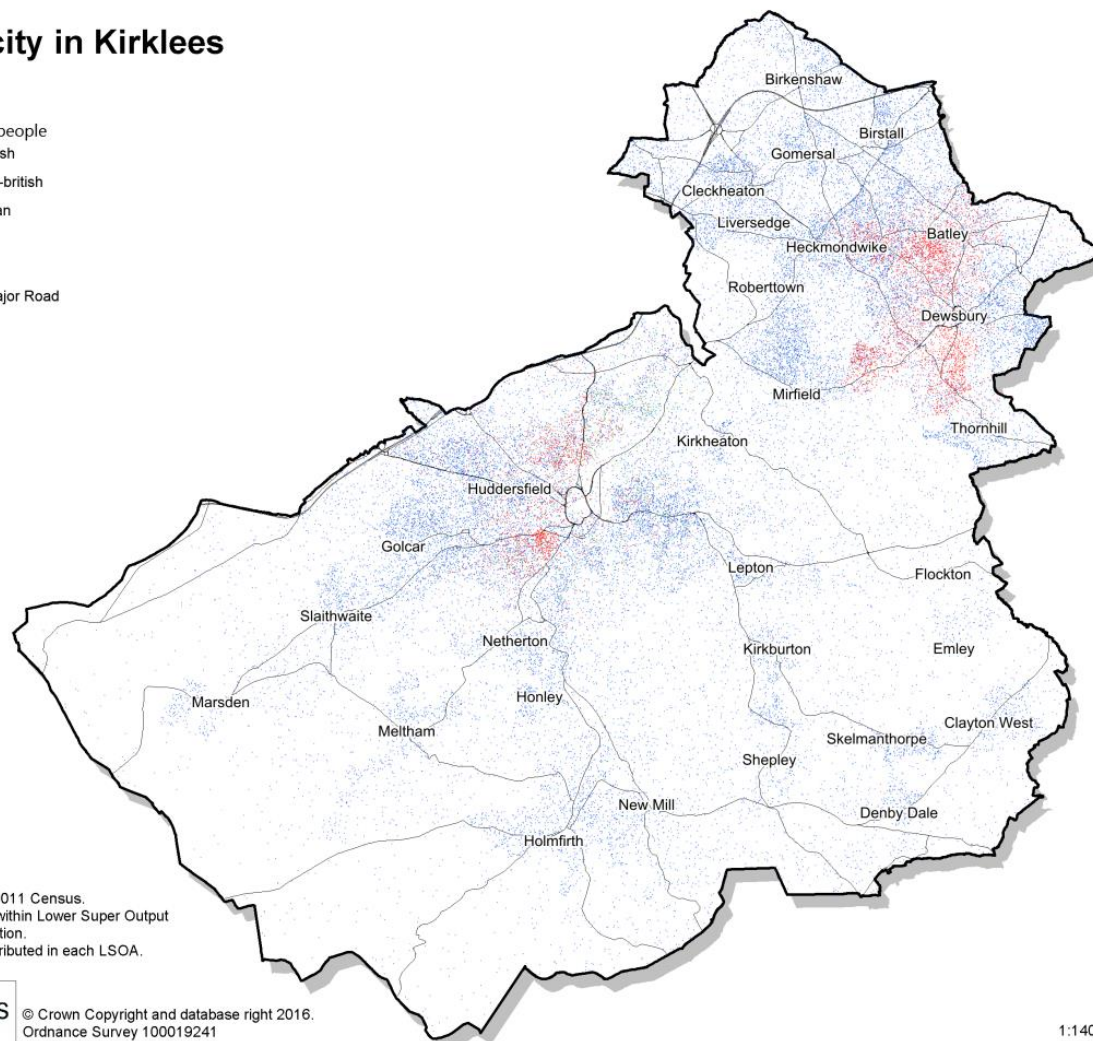 city in Kirklees
people
sh
-british
an
ajor Road
Birkenshaw
Birstall
Gomersal
Cleckheaton
Liversedge
Batley
Heckmondwike
Roberttown
Dewsbury
Mirfield
Thornhill
Kirkheaton
Huddersfield
Golcar
Lepton
Flockton
Slaithwaite
Netherton
Kirkburton
Emley
Marsden
Honley
Meltham
Clayton West
Skelmanthorpe
Shepley
New Mill
Denby Dale
Holmfirth
011 Census.
within Lower Super Output
tion.
ributed in each LSOA.
s
© Crown Copyright and database right 2016.
Ordnance Survey 100019241
1:140